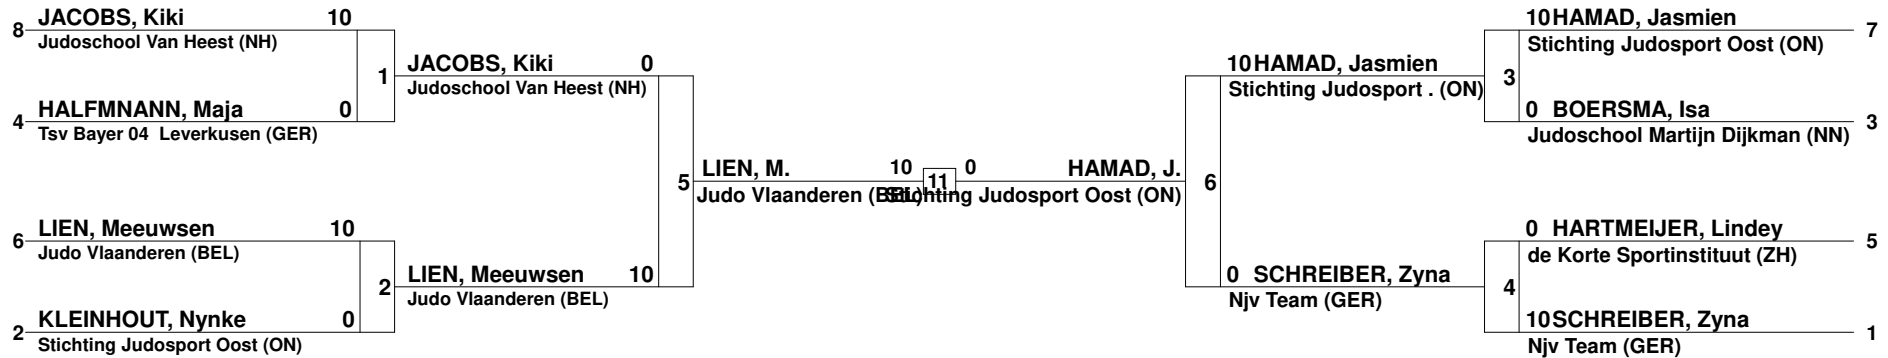 JACOBS, Kiki 10
8
Judoschool Van Heest (NH)
1
HALFMNANN, Maja 0
4
Tsv Bayer 04 Leverkusen (GER)
JACOBS, Kiki 0
Judoschool Van Heest (NH)
LIEN, Meeuwsen 10
6
Judo Vlaanderen (BEL)
2
KLEINHOUT, Nynke 0
2
Stichting Judosport Oost (ON)
LIEN, Meeuwsen 10
Judo Vlaanderen (BEL)
5
LIEN, M. 10
Judo Vlaanderen (BEL)
11
0 HAMAD, J.
Stichting Judosport Oost (ON)
6
10 HAMAD, Jasmien
Stichting Judosport . (ON)
0 SCHREIBER, Zyna
Njv Team (GER)
10 HAMAD, Jasmien
7
Stichting Judosport Oost (ON)
3
0 BOERSMA, Isa
3
Judoschool Martijn Dijkman (NN)
0 HARTMEIJER, Lindey
5
de Korte Sportinstituut (ZH)
4
10 SCHREIBER, Zyna
1
Njv Team (GER)